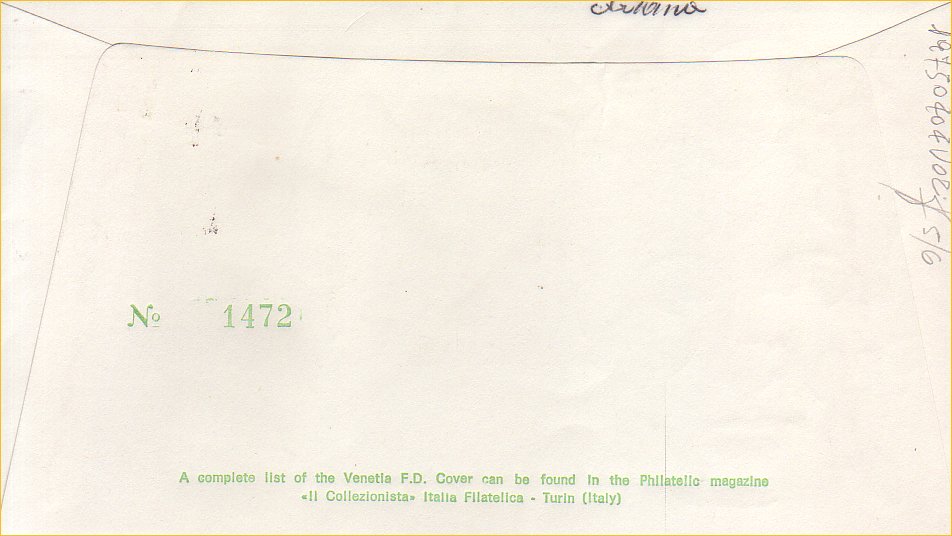 Nº 1472
A complete list of the Venetia F.D. Cover can be found in the Philatelic magazine
«Il Collezionista» Italia Filatelica - Turin (Italy)